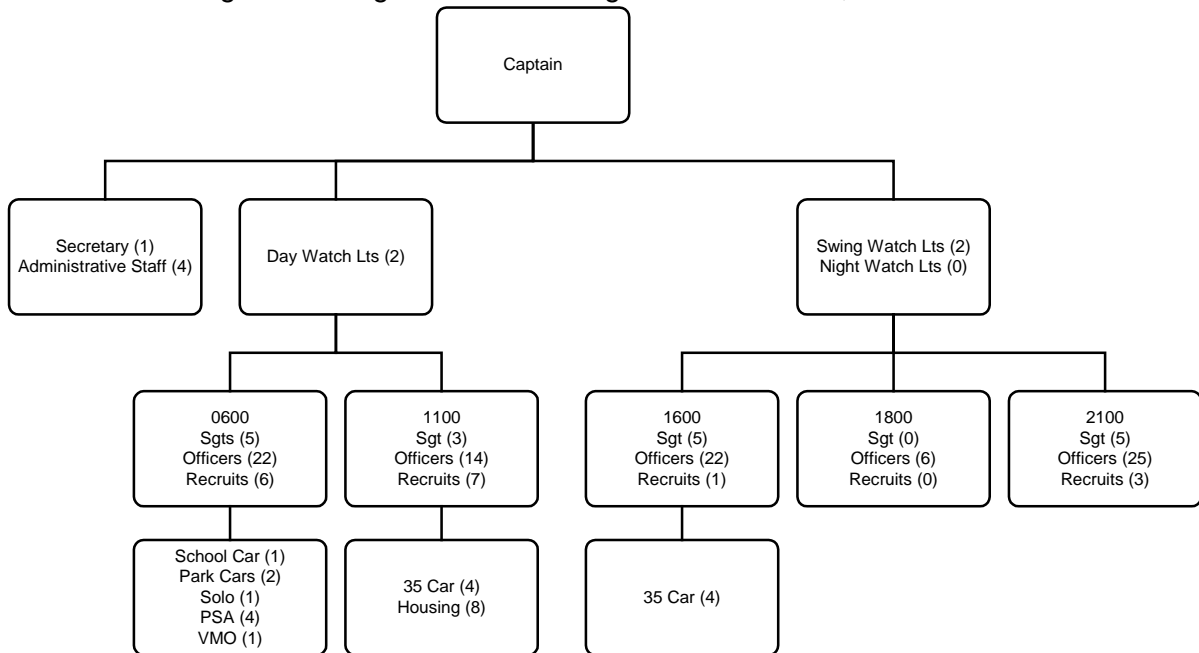 Captain
Secretary (1)
Administrative Staff (4)
Day Watch Lts (2)
Swing Watch Lts (2)
Night Watch Lts (0)
0600
Sgts (5)
Officers (22)
Recruits (6)
1100
Sgt (3)
Officers (14)
Recruits (7)
1600
Sgt (5)
Officers (22)
Recruits (1)
1800
Sgt (0)
Officers (6)
Recruits (0)
2100
Sgt (5)
Officers (25)
Recruits (3)
School Car (1)
Park Cars (2)
Solo (1)
PSA (4)
VMO (1)
35 Car (4)
Housing (8)
35 Car (4)